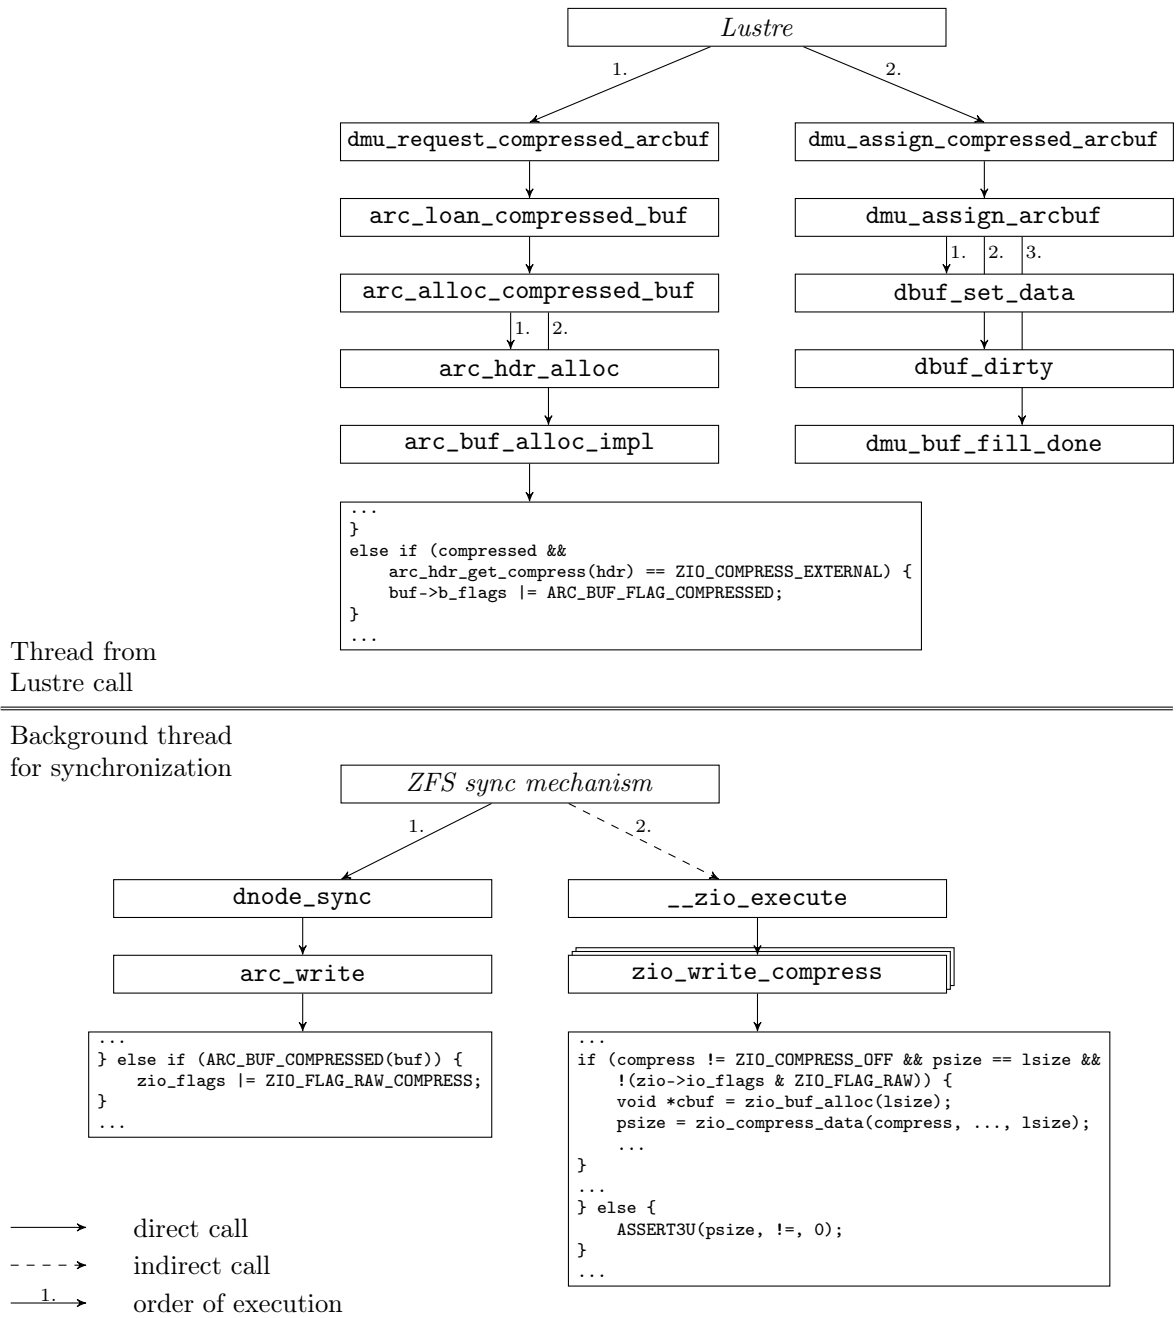 Lustre
1.
2.
dmu_request_compressed_arcbuf
dmu_assign_compressed_arcbuf
arc_loan_compressed_buf
dmu_assign_arcbuf
1.
2.
3.
arc_alloc_compressed_buf
dbuf_set_data
1.
2.
arc_hdr_alloc
dbuf_dirty
arc_buf_alloc_impl
dmu_buf_fill_done
...
}
else if (compressed &&
    arc_hdr_get_compress(hdr) == ZIO_COMPRESS_EXTERNAL) {
    buf->b_flags |= ARC_BUF_FLAG_COMPRESSED;
}
...
Thread from
Lustre call
Background thread
for synchronization
ZFS sync mechanism
1.
2.
dnode_sync
__zio_execute
arc_write
zio_write_compress
...
} else if (ARC_BUF_COMPRESSED(buf)) {
    zio_flags |= ZIO_FLAG_RAW_COMPRESS;
}
...
...
if (compress != ZIO_COMPRESS_OFF && psize == lsize &&
    !(zio->io_flags & ZIO_FLAG_RAW)) {
    void *cbuf = zio_buf_alloc(lsize);
    psize = zio_compress_data(compress, ..., lsize);
    ...
}
...
} else {
    ASSERT3U(psize, !=, 0);
}
...
direct call
indirect call
1.
order of execution